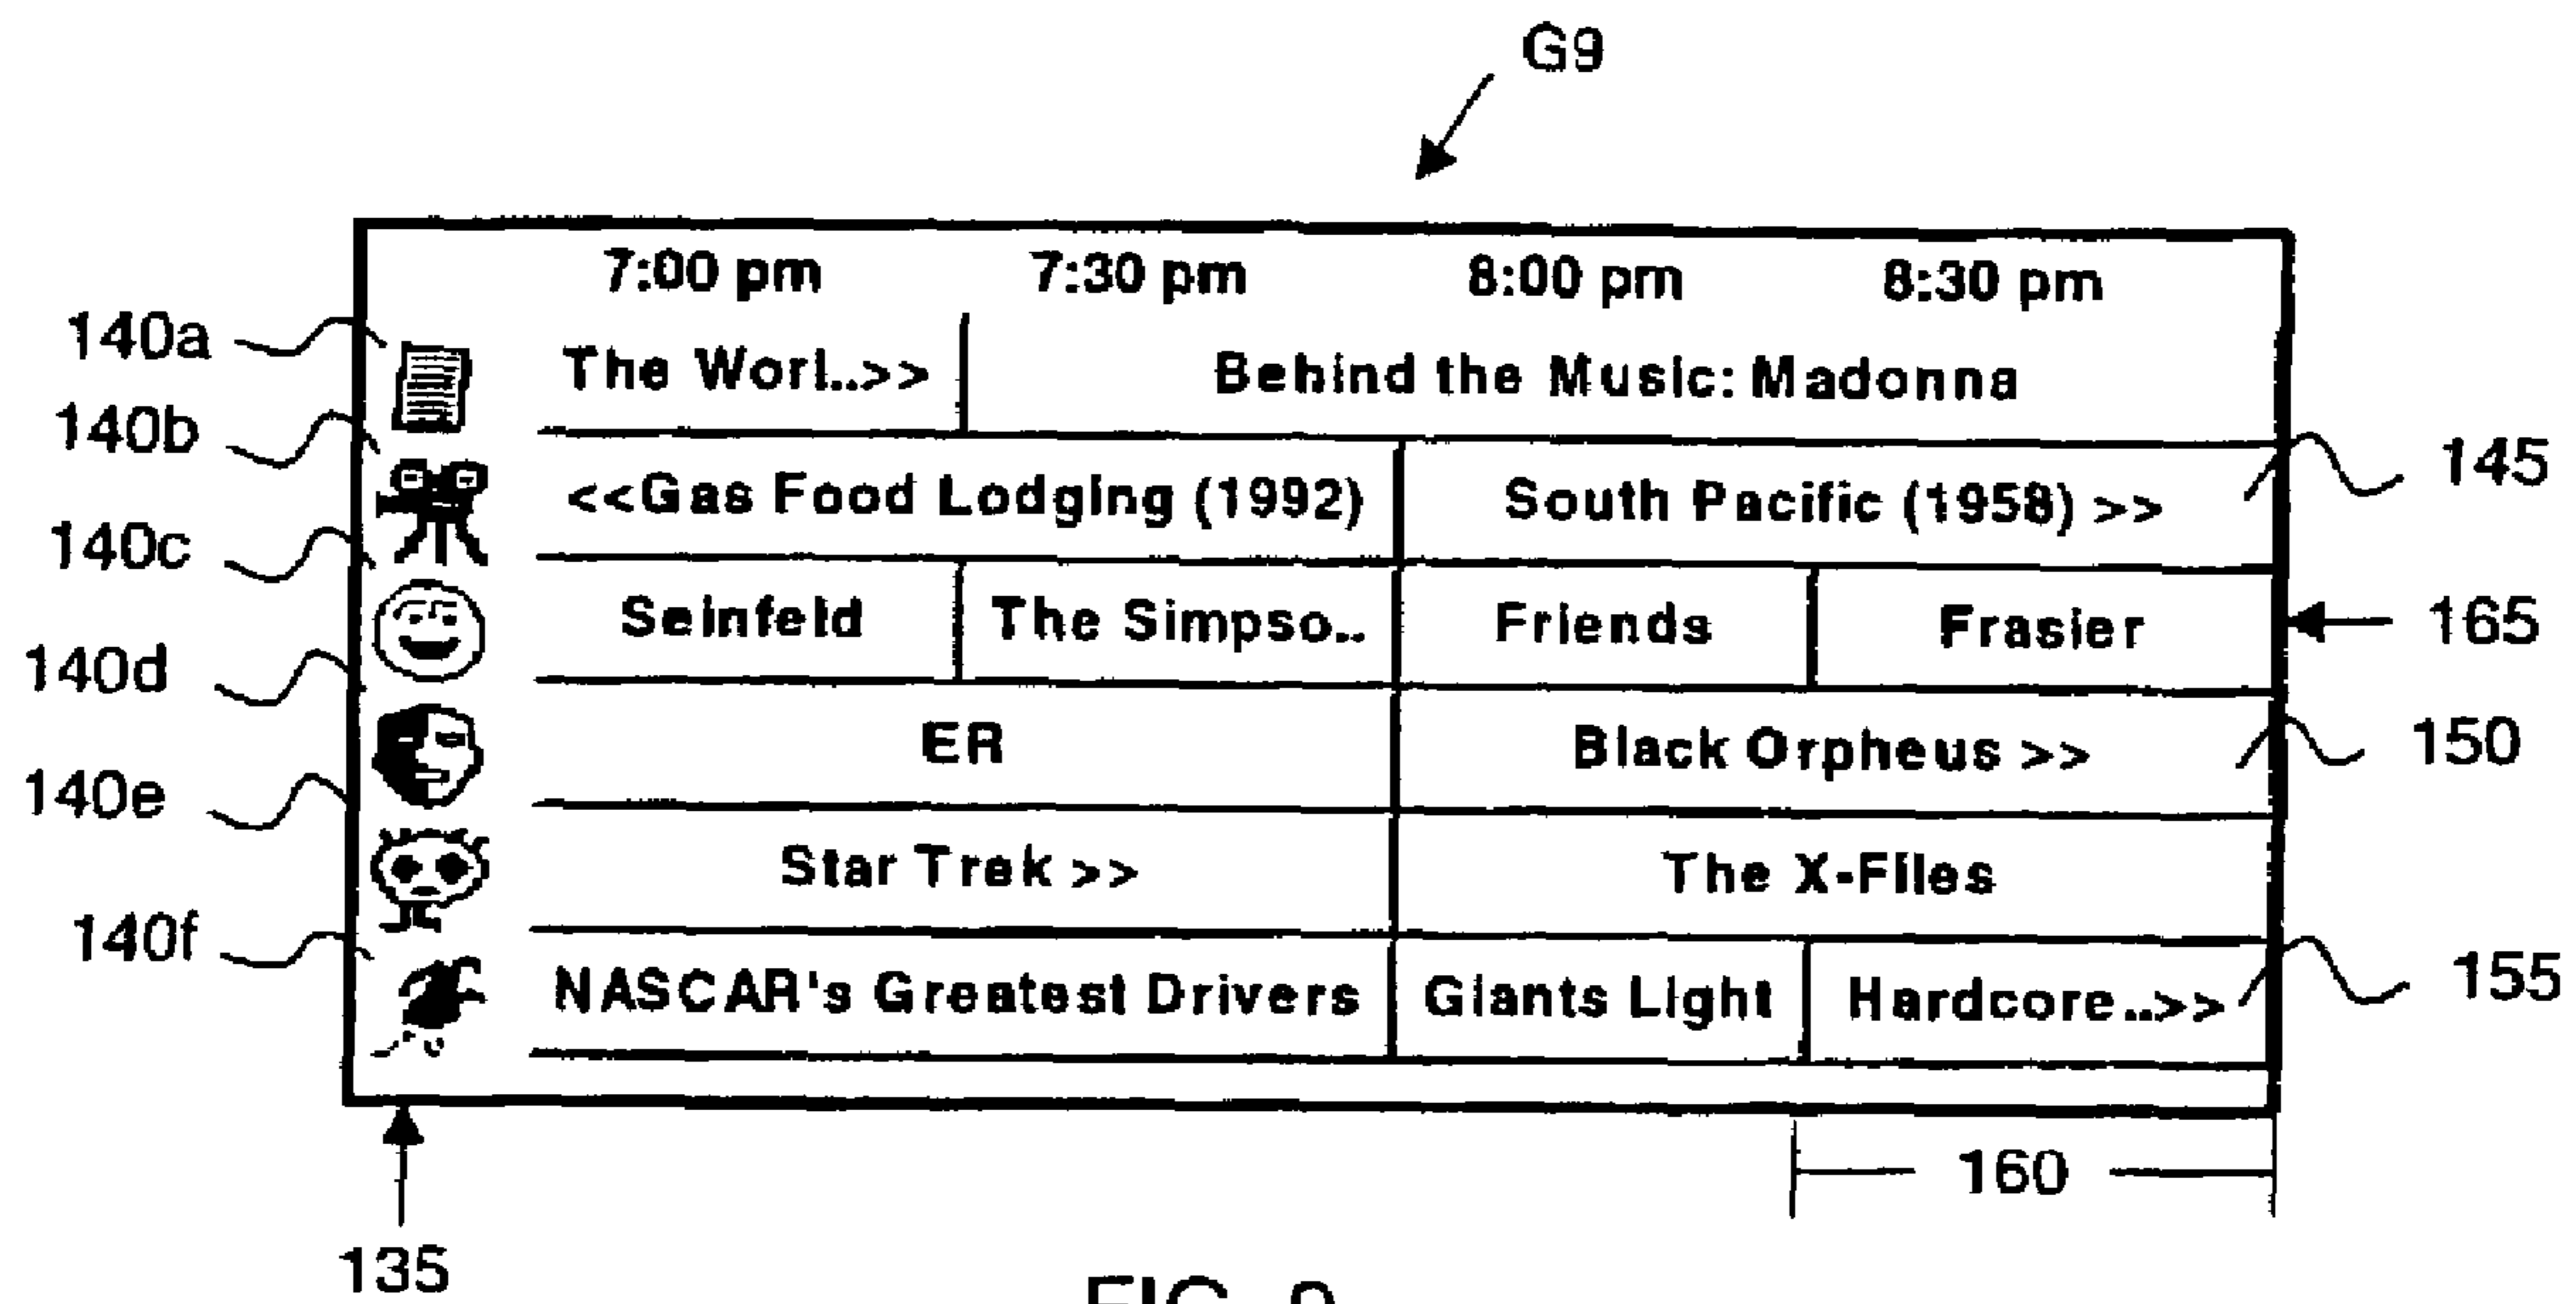 G9
7:00 pm 7:30 pm 8:00 pm 8:30 pm
140a The Worl..>> Behind the Music: Madonna
140b <<Gas Food Lodging (1992) South Pacific (1958) >> 145
140c Seinfeld The Simpso.. Friends Frasier 165
140d ER Black Orpheus >> 150
140e Star Trek >> The X-Files
140f NASCAR's Greatest Drivers Giants Light Hardcore..>> 155
160
135
FIG. 9